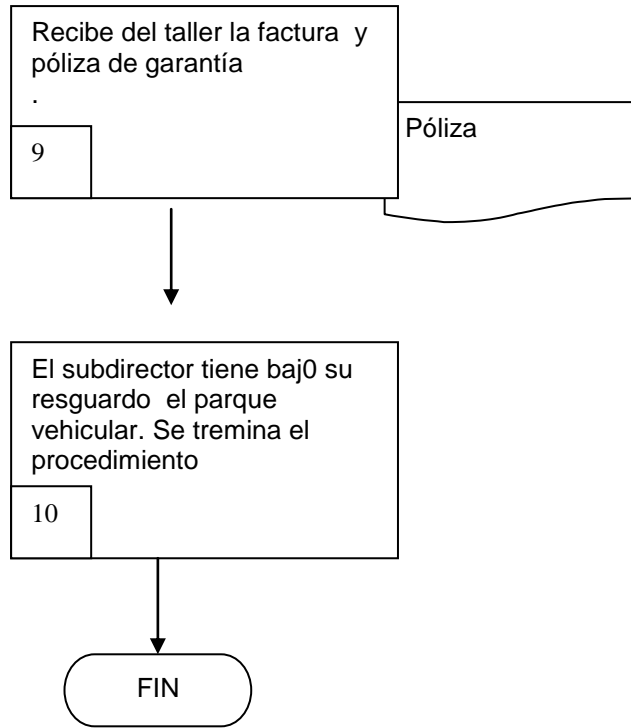 Recibe del taller la factura y
póliza de garantía
.
9
Póliza
El subdirector tiene baj0 su
resguardo el parque
vehicular. Se tremina el
procedimiento
10
FIN